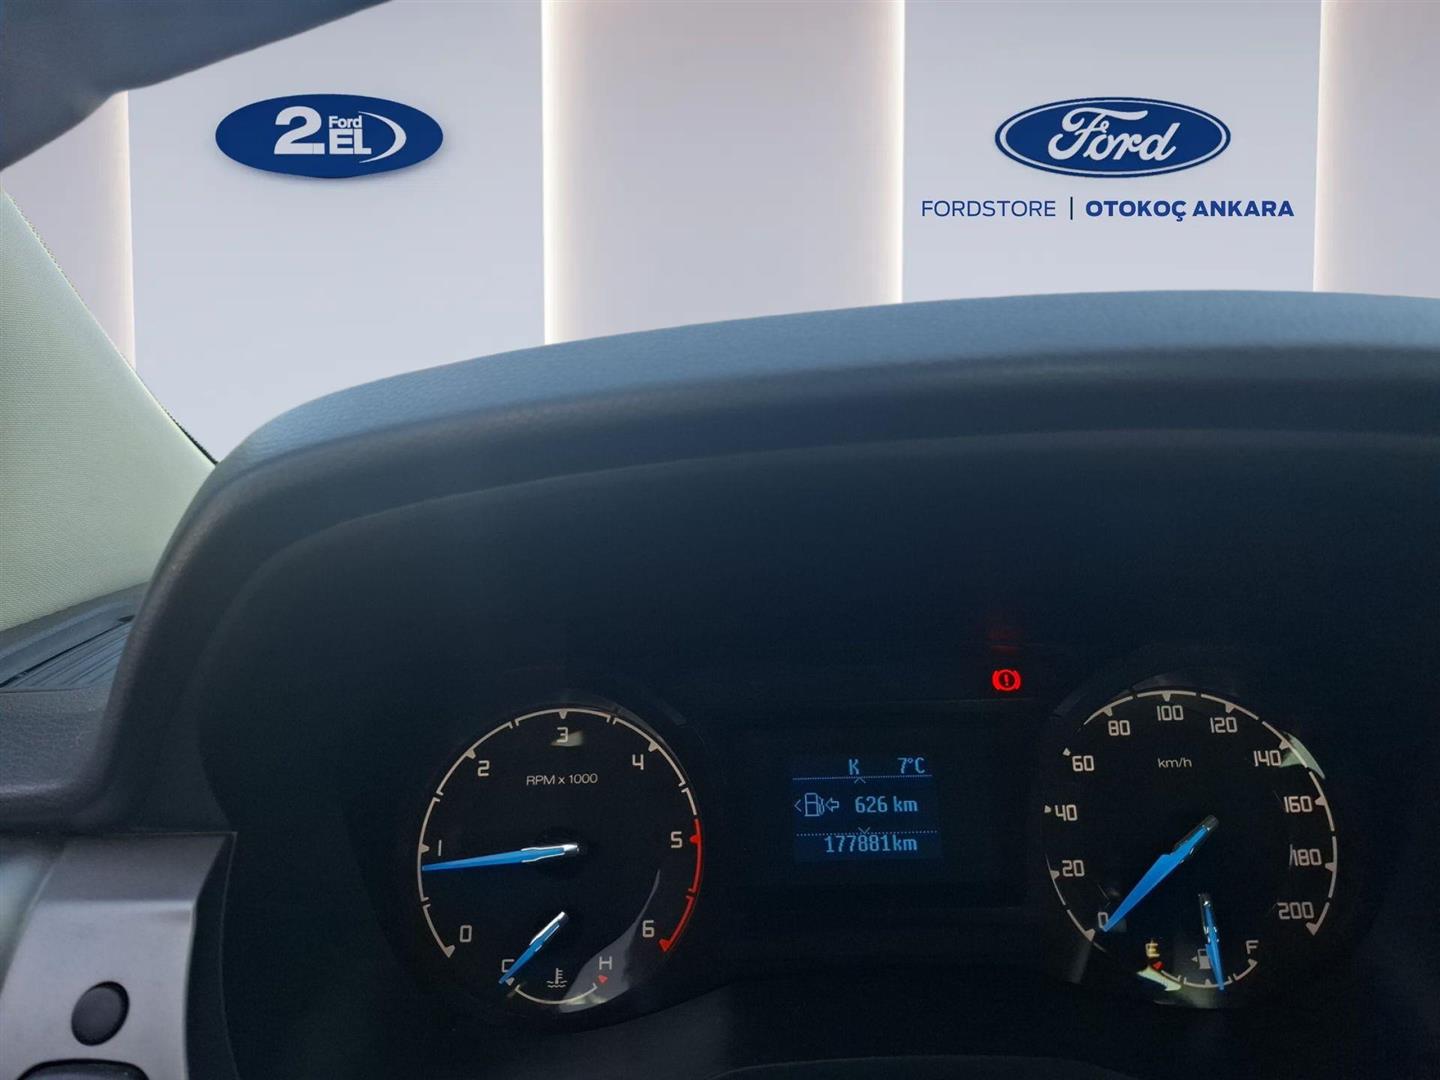 2 Ford EL
Ford
FORDSTORE | OTOKOÇ ANKARA
0 1 2 3 4 5 6
RPM x 1000
C H
K 7°C
626 km
177881km
0 20 40 60 80 100 120 140 160 180 200
km/h
E F